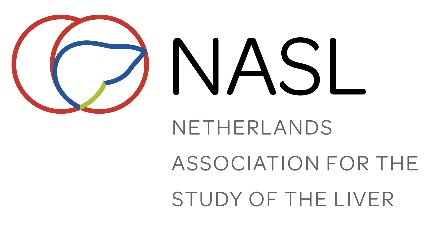 NASL
NETHERLANDS
ASSOCIATION FOR THE
STUDY OF THE LIVER